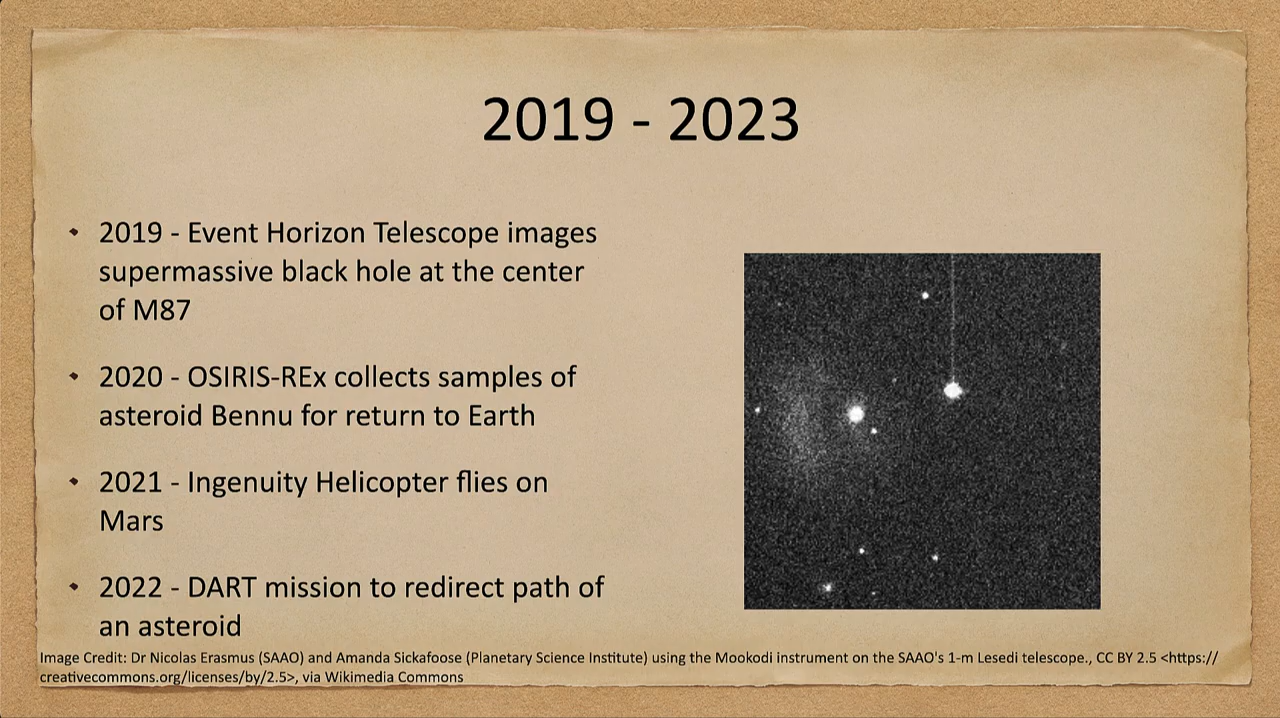 2019 - 2023
• 2019 - Event Horizon Telescope images
supermassive black hole at the center
of M87
• 2020 - OSIRIS-REx collects samples of
asteroid Bennu for return to Earth
• 2021 - Ingenuity Helicopter flies on
Mars
• 2022 - DART mission to redirect path of
an asteroid
Image Credit: Dr Nicolas Erasmus (SAAO) and Amanda Sickafoose (Planetary Science Institute) using the Mookodi instrument on the SAAO's 1-m Lesedi telescope., CC BY 2.5 <https://
creativecommons.org/licenses/by/2.5>, via Wikimedia Commons